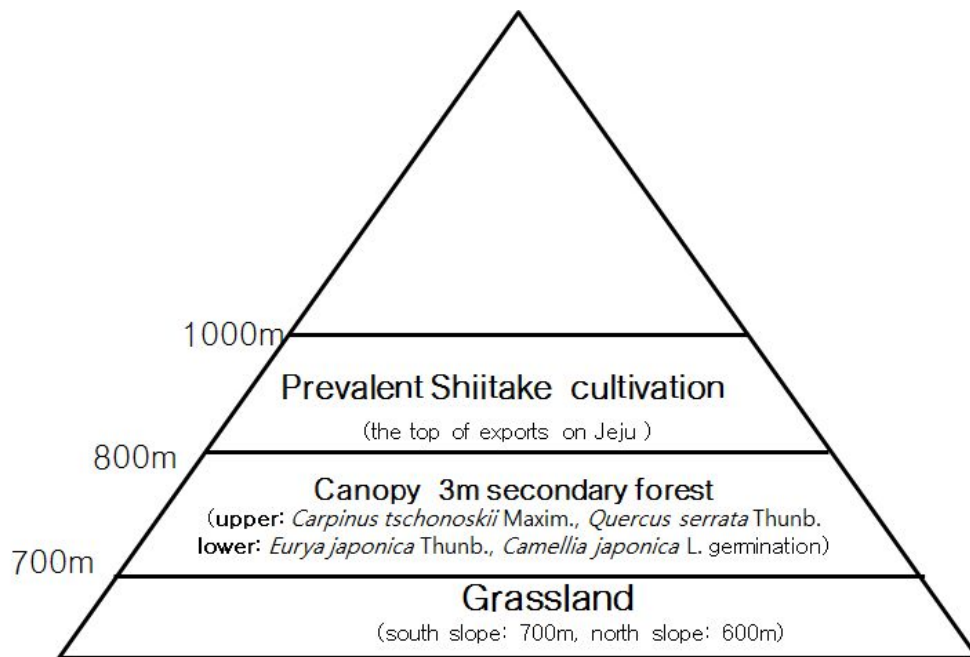 1000m
Prevalent Shiitake cultivation
(the top of exports on Jeju )
800m
Canopy 3m secondary forest
(upper: Carpinus tschonoskii Maxim., Quercus serrata Thunb.
lower: Eurya japonica Thunb., Camellia japonica L. germination)
700m
Grassland
(south slope: 700m, north slope: 600m)